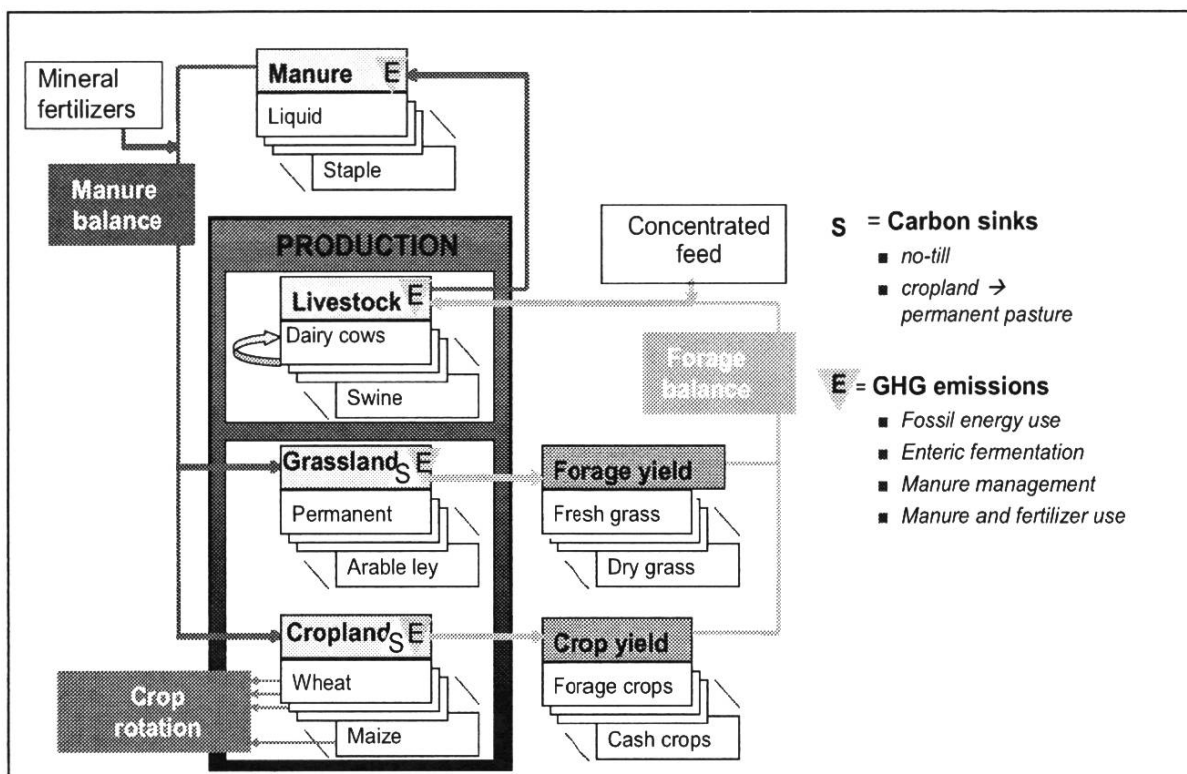 Mineral
fertilizers
Manure E
Liquid
Staple
Manure
balance
PRODUCTION
Livestock E
Dairy cows
Swine
Concentrated
feed
Forage
balance
Grassland S E
Permanent
Arable ley
Forage yield
Fresh grass
Dry grass
Cropland S E
Wheat
Maize
Crop yield
Forage crops
Cash crops
Crop
rotation
S = Carbon sinks
■ no-till
■ cropland →
permanent pasture
E = GHG emissions
■ Fossil energy use
■ Enteric fermentation
■ Manure management
■ Manure and fertilizer use